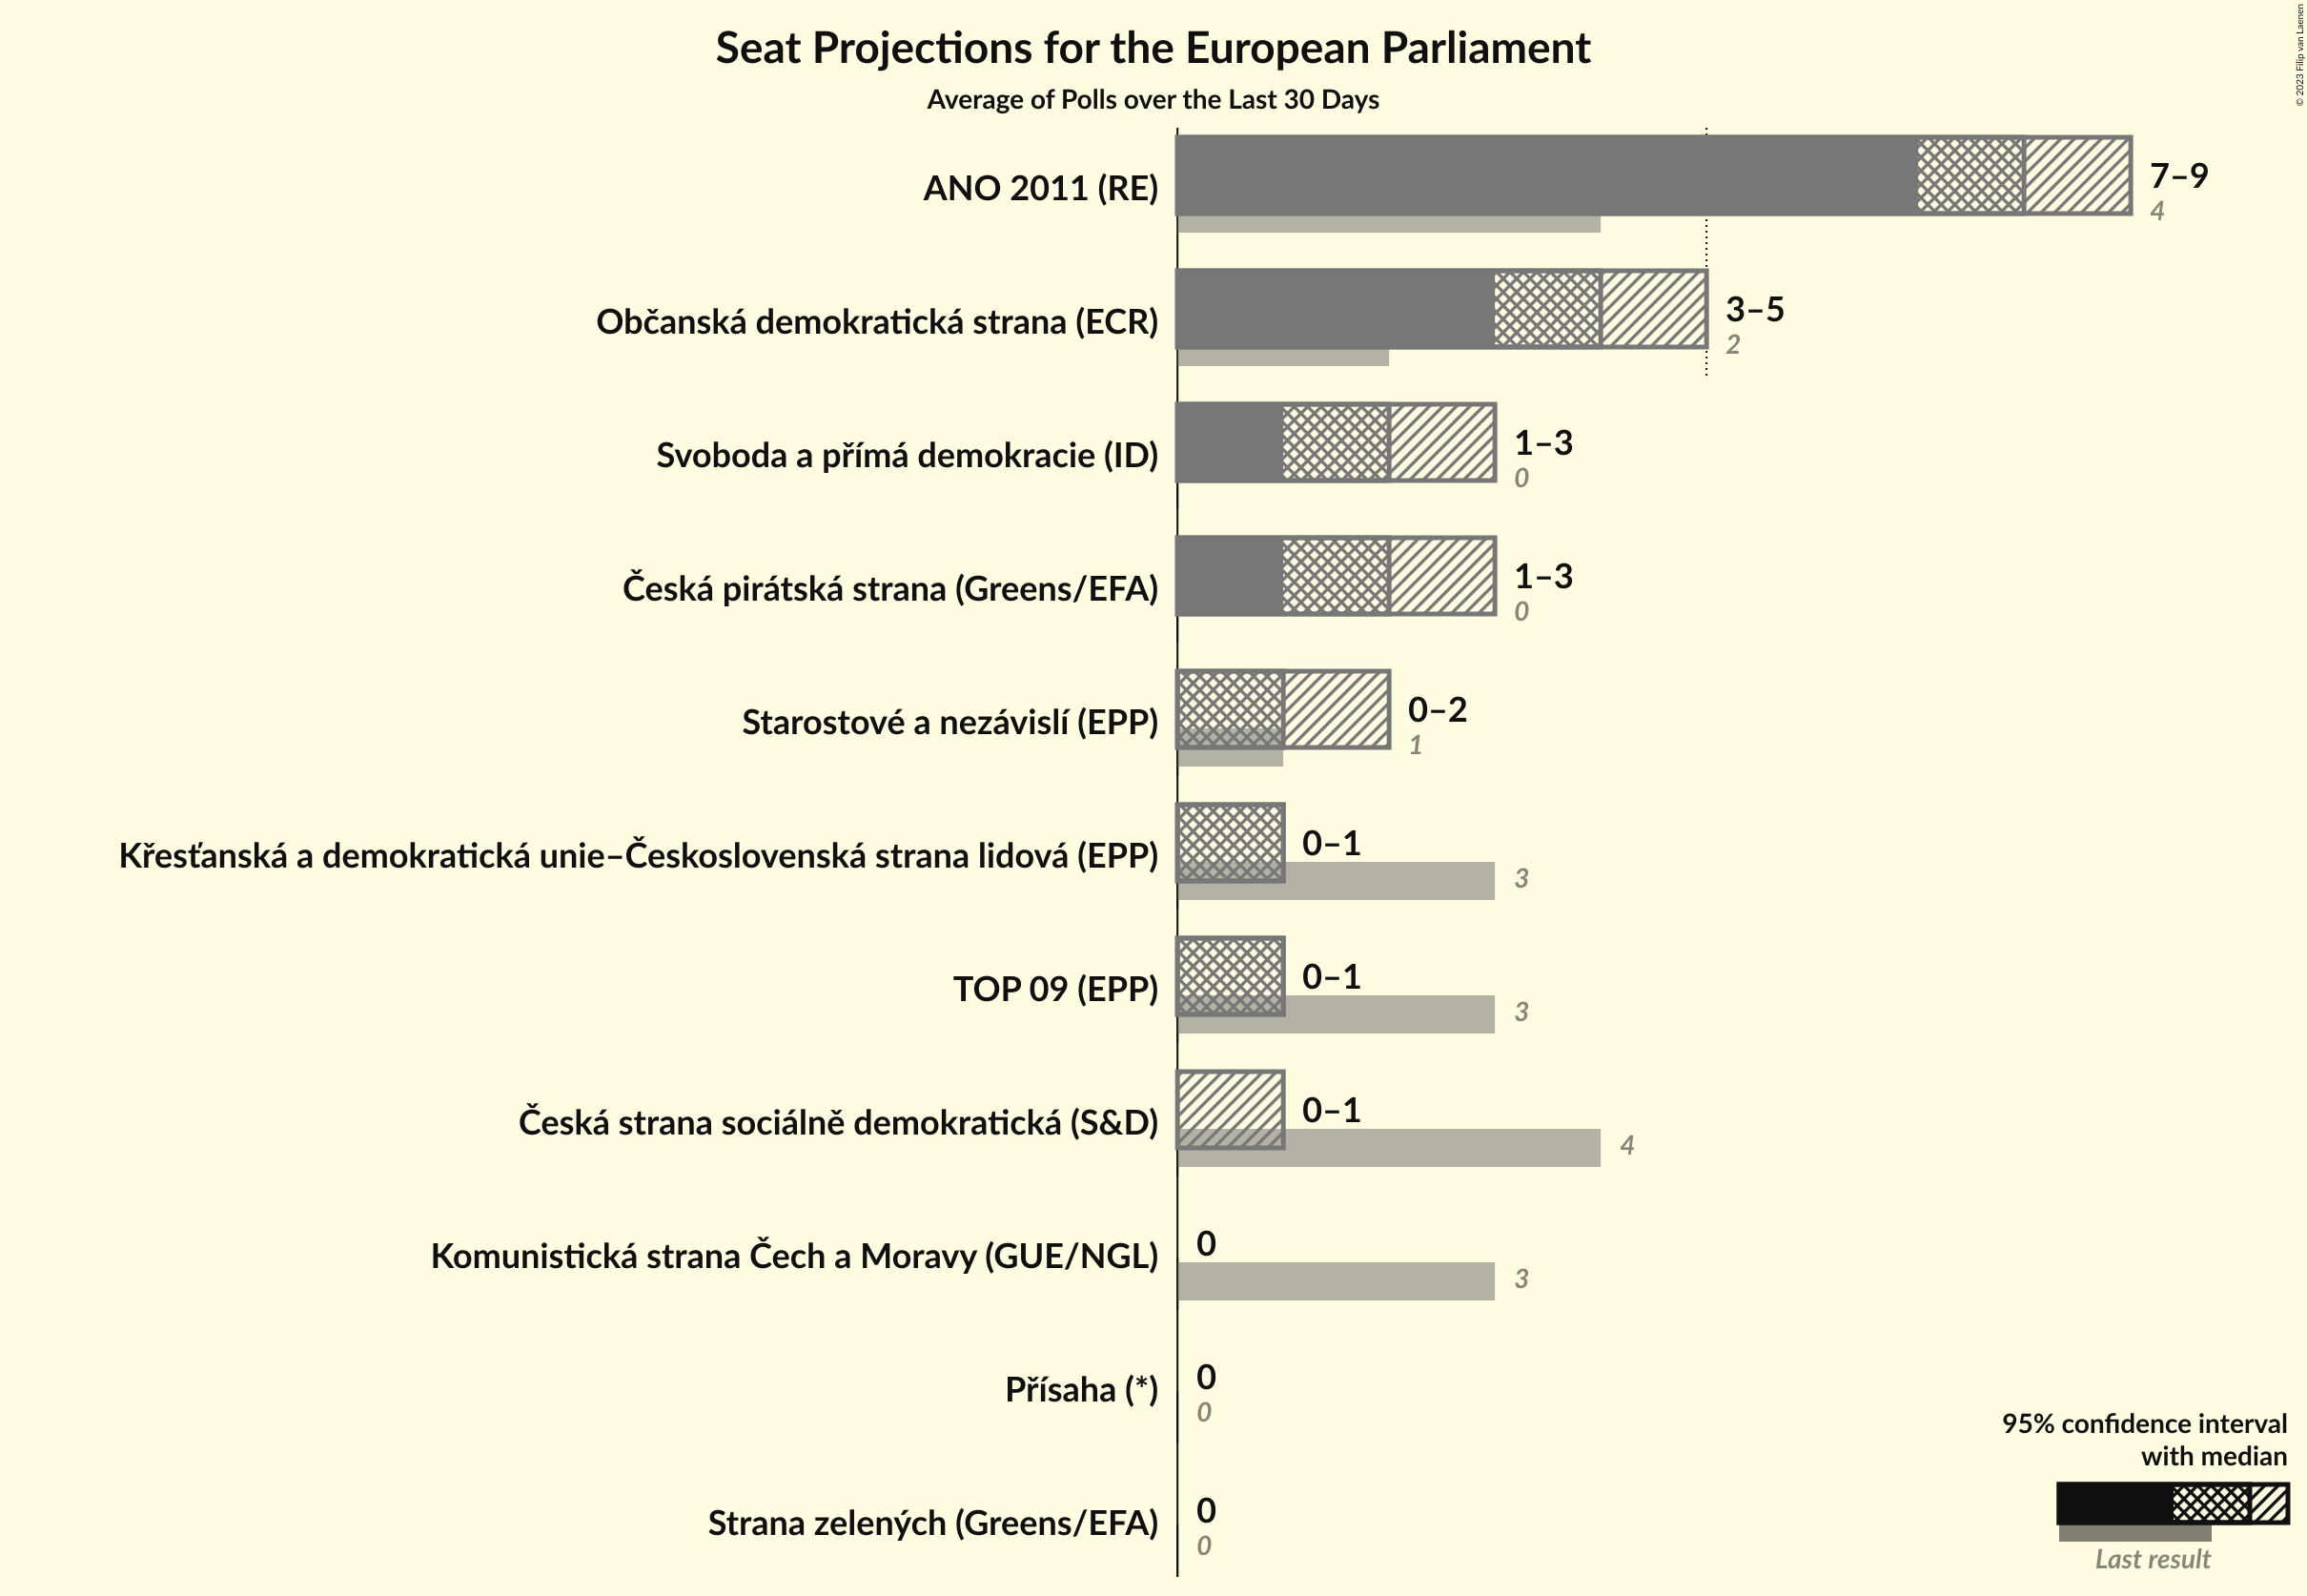 Seat Projections for the European Parliament
Average of Polls over the Last 30 Days
© 2023 Filip van Laenen
ANO 2011 (RE)
7–9
4
Občanská demokratická strana (ECR)
3–5
2
Svoboda a přímá demokracie (ID)
1–3
0
Česká pirátská strana (Greens/EFA)
1–3
0
Starostové a nezávislí (EPP)
0–2
1
Křesťanská a demokratická unie–Československá strana lidová (EPP)
0–1
3
TOP 09 (EPP)
0–1
3
Česká strana sociálně demokratická (S&D)
0–1
4
Komunistická strana Čech a Moravy (GUE/NGL)
0
3
Přísaha (*)
0
0
Strana zelených (Greens/EFA)
0
0
95% confidence interval
with median
Last result